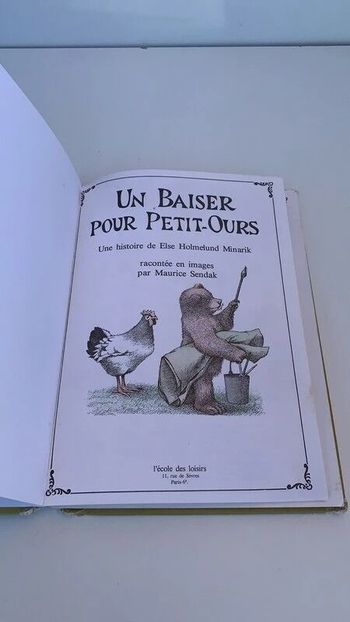 UN BAISER
POUR PETIT-OURS
Une histoire de Else Holmelund Minarik
racontée en images
par Maurice Sendak
l'école des loisirs
11, rue de Sèvres
Paris 6e